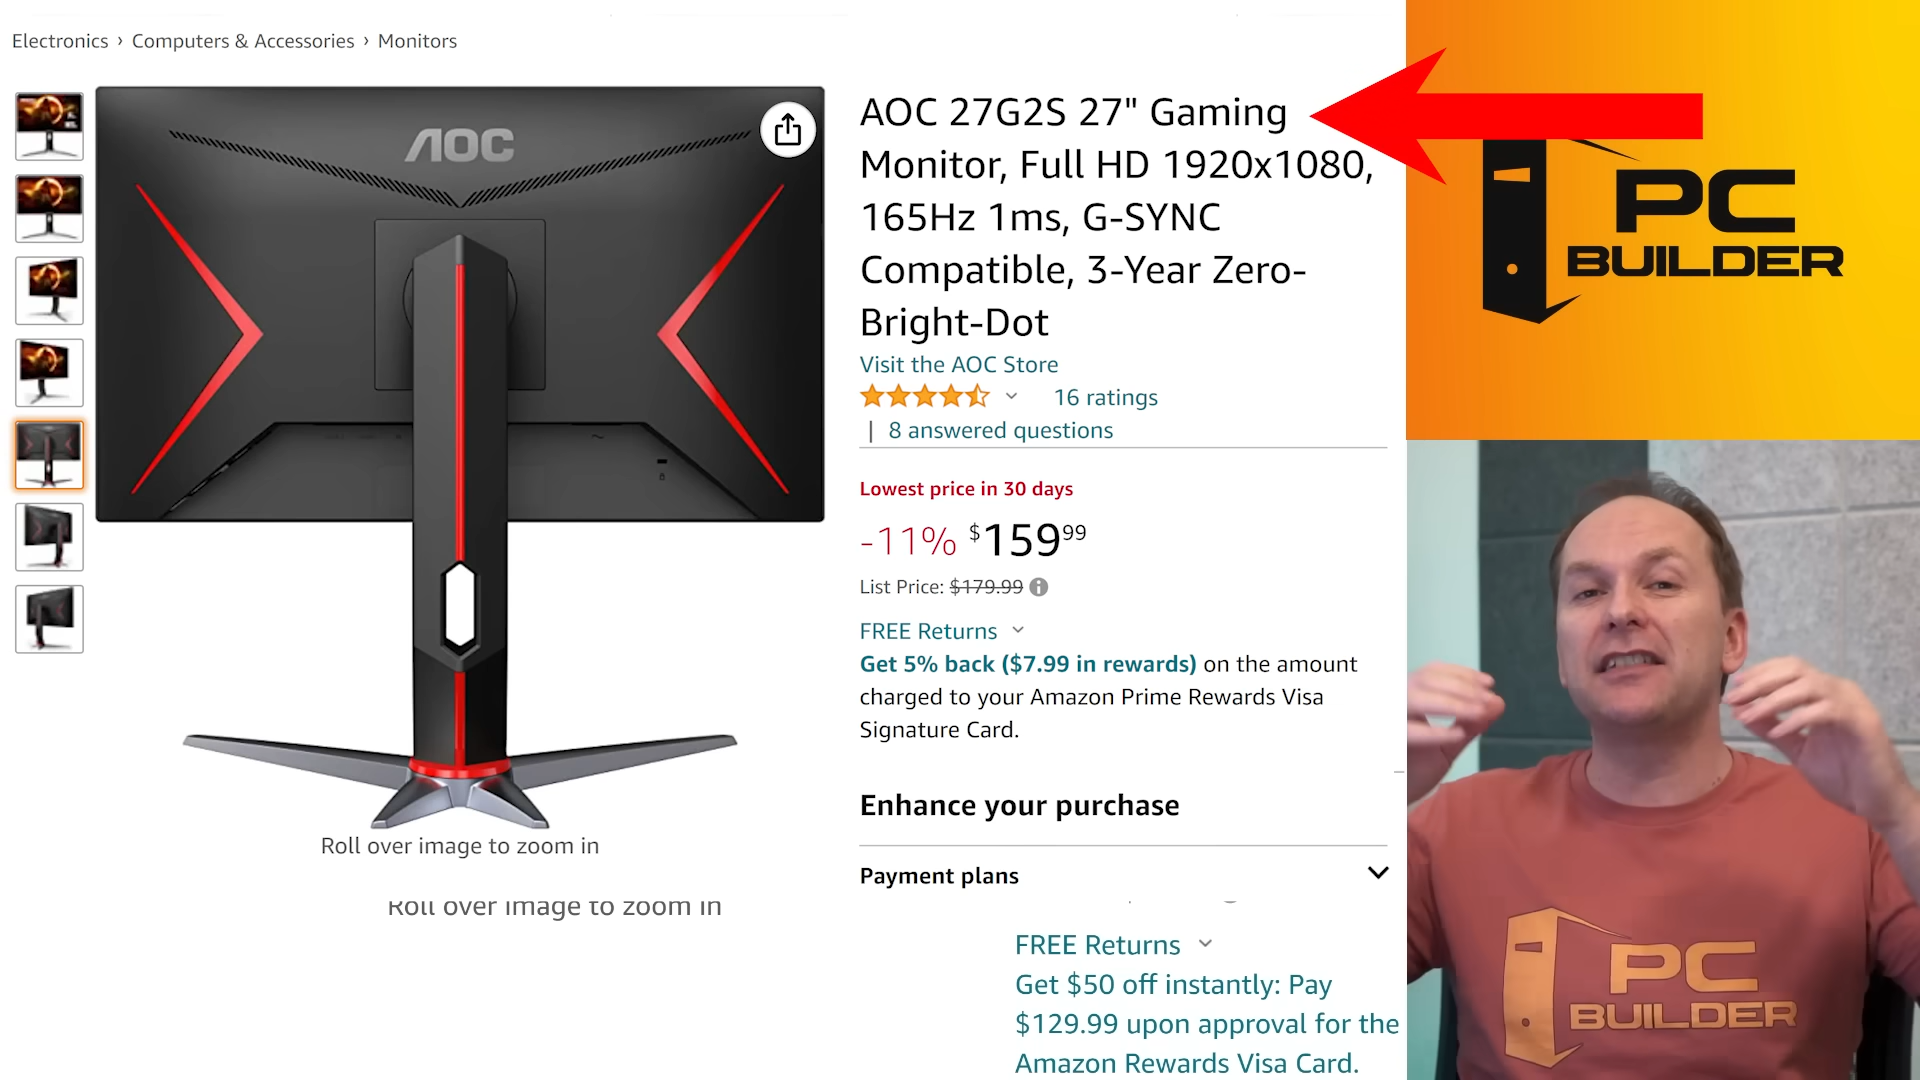 Electronics › Computers & Accessories › Monitors
AOC
AOC 27G2S 27" Gaming
Monitor, Full HD 1920x1080,
165Hz 1ms, G-SYNC
Compatible, 3-Year Zero-
Bright-Dot
Visit the AOC Store
16 ratings
| 8 answered questions
Lowest price in 30 days
-11% $159⁹⁹
List Price: $179.99
FREE Returns
Get 5% back ($7.99 in rewards) on the amount
charged to your Amazon Prime Rewards Visa
Signature Card.
Enhance your purchase
Payment plans
Roll over image to zoom in
Roll over image to zoom in
FREE Returns
Get $50 off instantly: Pay
$129.99 upon approval for the
Amazon Rewards Visa Card.
PC
BUILDER
PC
BUILDER